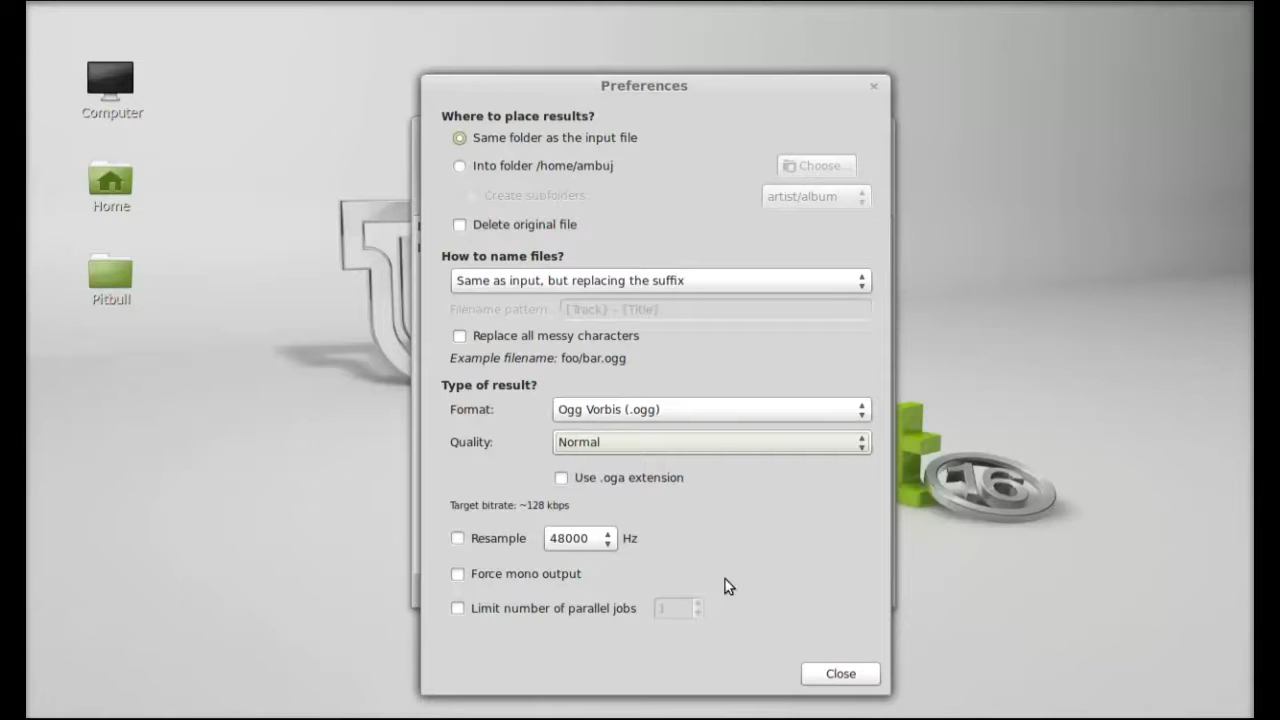 Preferences
Computer
Home
Pitbull
Where to place results?
Same folder as the input file
Into folder /home/ambuj
Choose...
Create subfolders
artist/album
Delete original file
How to name files?
Same as input, but replacing the suffix
Filename pattern:
{Track} - {Title}
Replace all messy characters
Example filename: foo/bar.ogg
Type of result?
Format:
Ogg Vorbis (.ogg)
Quality:
Normal
Use .oga extension
Target bitrate: ~128 kbps
Resample
48000
Hz
Force mono output
Limit number of parallel jobs
Close
16